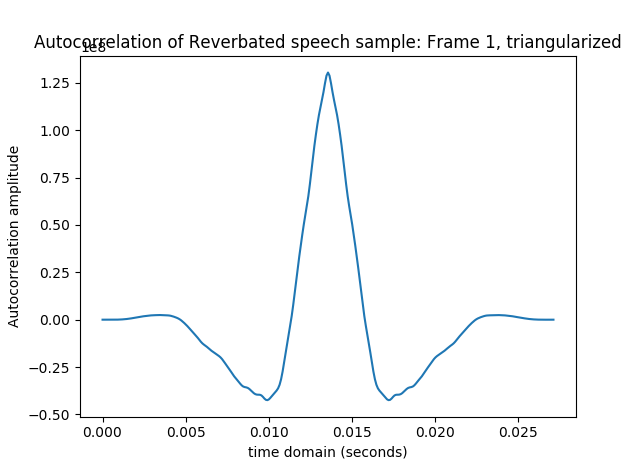 Autocorrelation of Reverbated speech sample: Frame 1, triangularized
1e8
1.25
1.00
0.75
0.50
0.25
0.00
−0.25
−0.50
Autocorrelation amplitude
0.000 0.005 0.010 0.015 0.020 0.025
time domain (seconds)